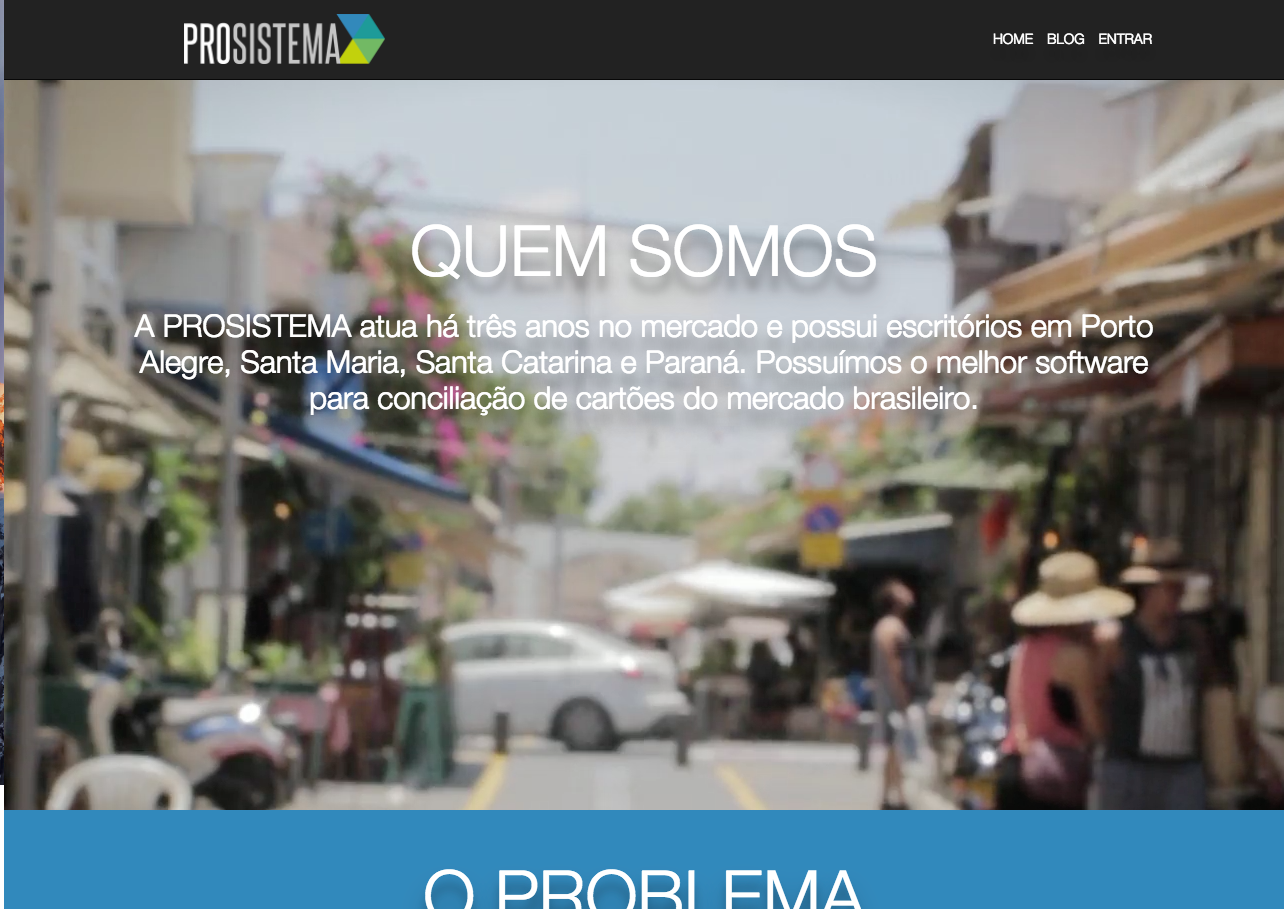 PROSISTEMA
HOME BLOG ENTRAR
QUEM SOMOS
A PROSISTEMA atua há três anos no mercado e possui escritórios em Porto
Alegre, Santa Maria, Santa Catarina e Paraná. Possuímos o melhor software
para conciliação de cartões do mercado brasileiro.
O PROBLEMA